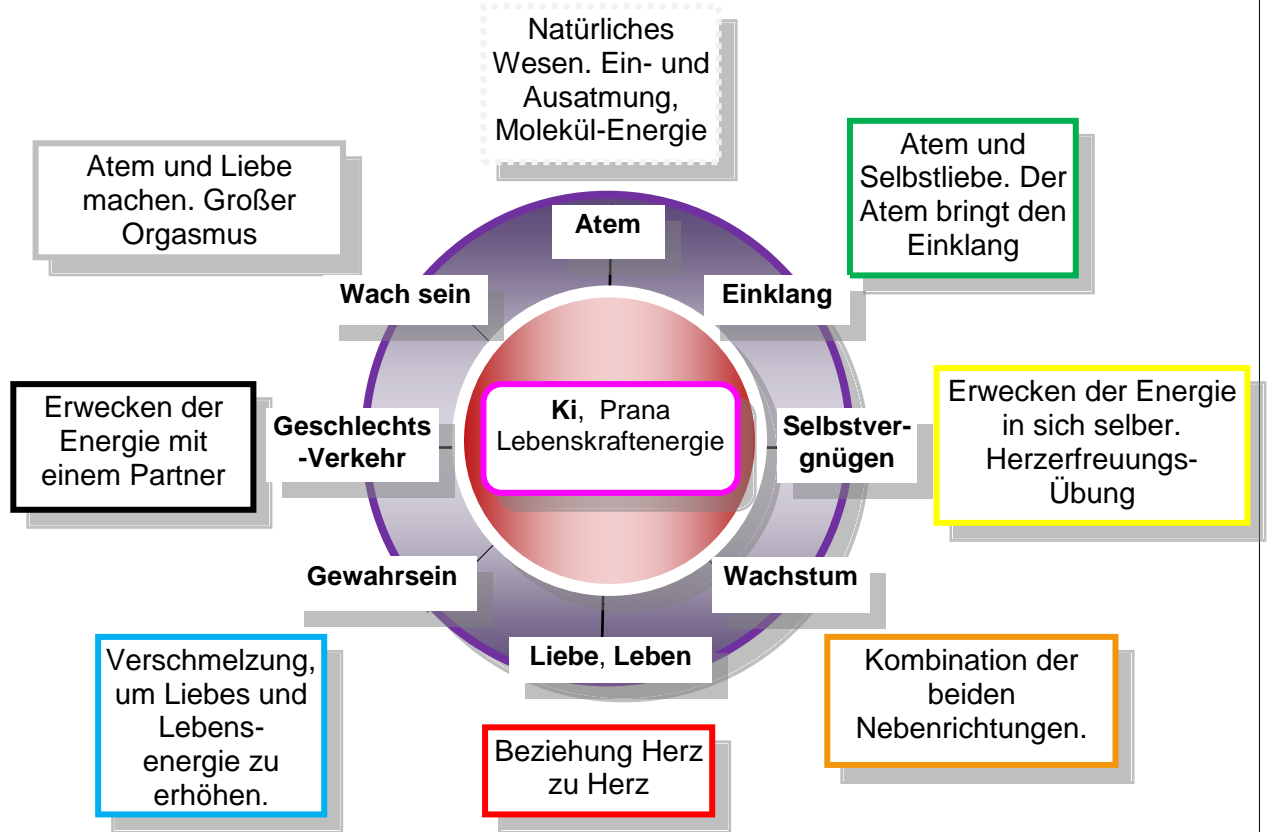 Natürliches
Wesen. Ein- und
Ausatmung,
Molekül-Energie
Atem und Liebe
machen. Großer
Orgasmus
Atem und
Selbstliebe. Der
Atem bringt den
Einklang
Atem
Wach sein
Einklang
Erwecken der
Energie mit
einem Partner
Geschlechts
-Verkehr
Ki, Prana
Lebenskraftenergie
Selbstver-
gnügen
Erwecken der Energie
in sich selber.
Herzerfreuungs-
Übung
Gewahrsein
Wachstum
Liebe, Leben
Verschmelzung,
um Liebes und
Lebens-
energie zu
erhöhen.
Beziehung Herz
zu Herz
Kombination der
beiden
Nebenrichtungen.